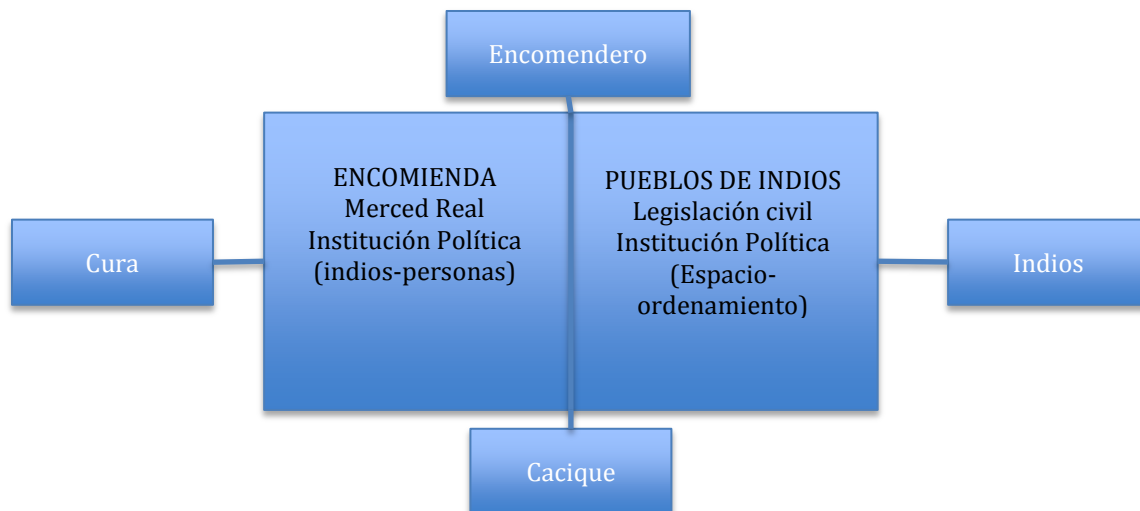 Encomendero
ENCOMIENDA
Merced Real
Institución Política
(indios-personas)
PUEBLOS DE INDIOS
Legislación civil
Institución Política
(Espacio-
ordenamiento)
Cura
Indios
Cacique